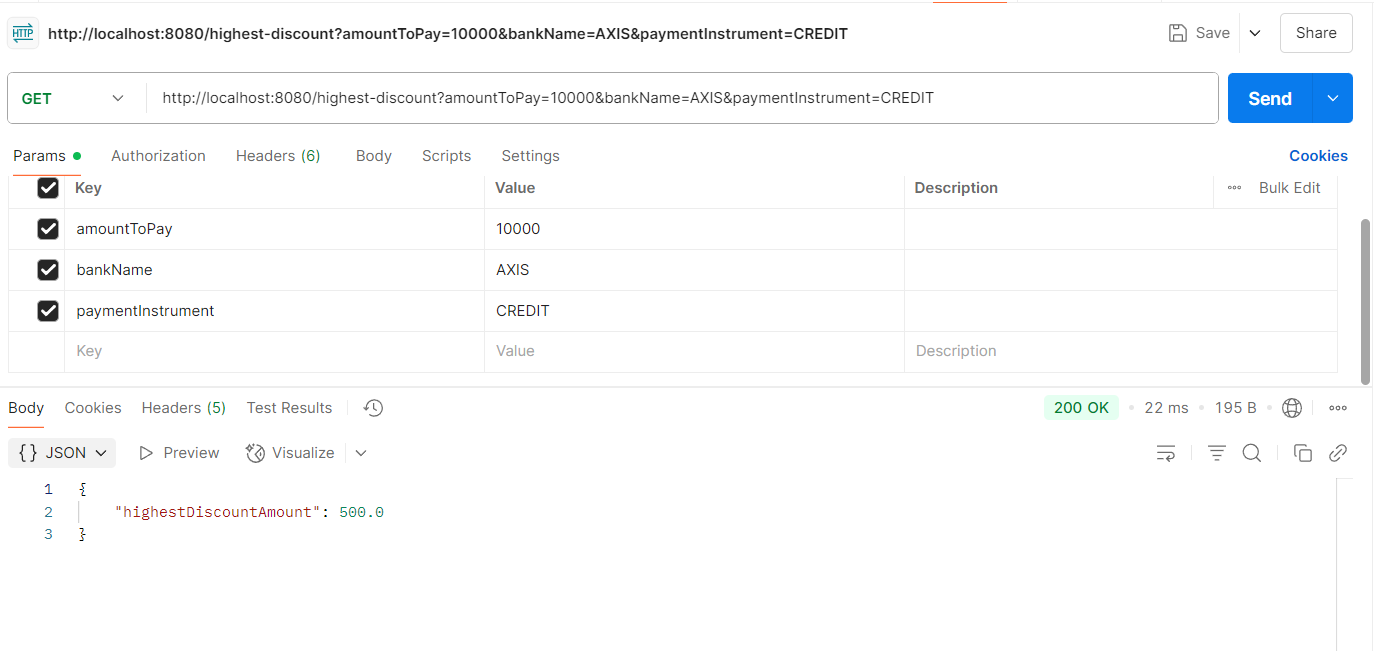 HTTP http://localhost:8080/highest-discount?amountToPay=10000&bankName=AXIS&paymentInstrument=CREDIT Save Share
GET http://localhost:8080/highest-discount?amountToPay=10000&bankName=AXIS&paymentInstrument=CREDIT Send
Params Authorization Headers (6) Body Scripts Settings Cookies
Key Value Description Bulk Edit
amountToPay 10000
bankName AXIS
paymentInstrument CREDIT
Key Value Description
Body Cookies Headers (5) Test Results 200 OK 22 ms 195 B
{} JSON Preview Visualize
1 {
2 "highestDiscountAmount": 500.0
3 }